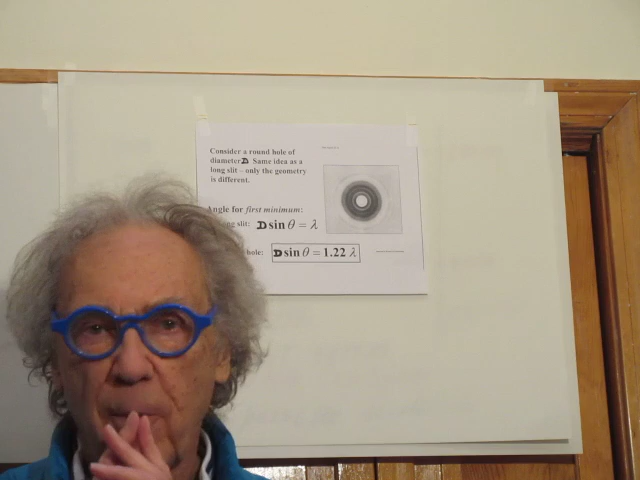 Consider a round hole of
diameter D Same idea as a
long slit – only the geometry
is different.
Angle for first minimum:
slit: D sin θ = λ
hole: D sin θ = 1.22 λ